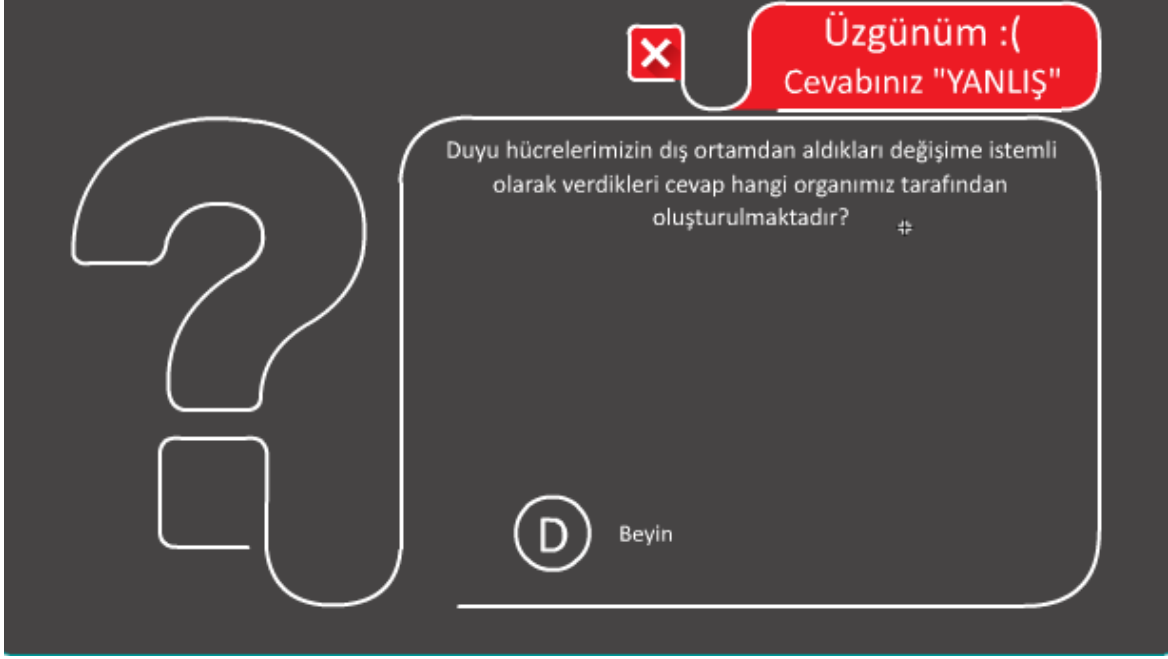 Üzgünüm :(
Cevabınız "YANLIŞ"
Duyu hücrelerimizin dış ortamdan aldıkları değişime istemli
olarak verdikleri cevap hangi organımız tarafından
oluşturulmaktadır?
D Beyin